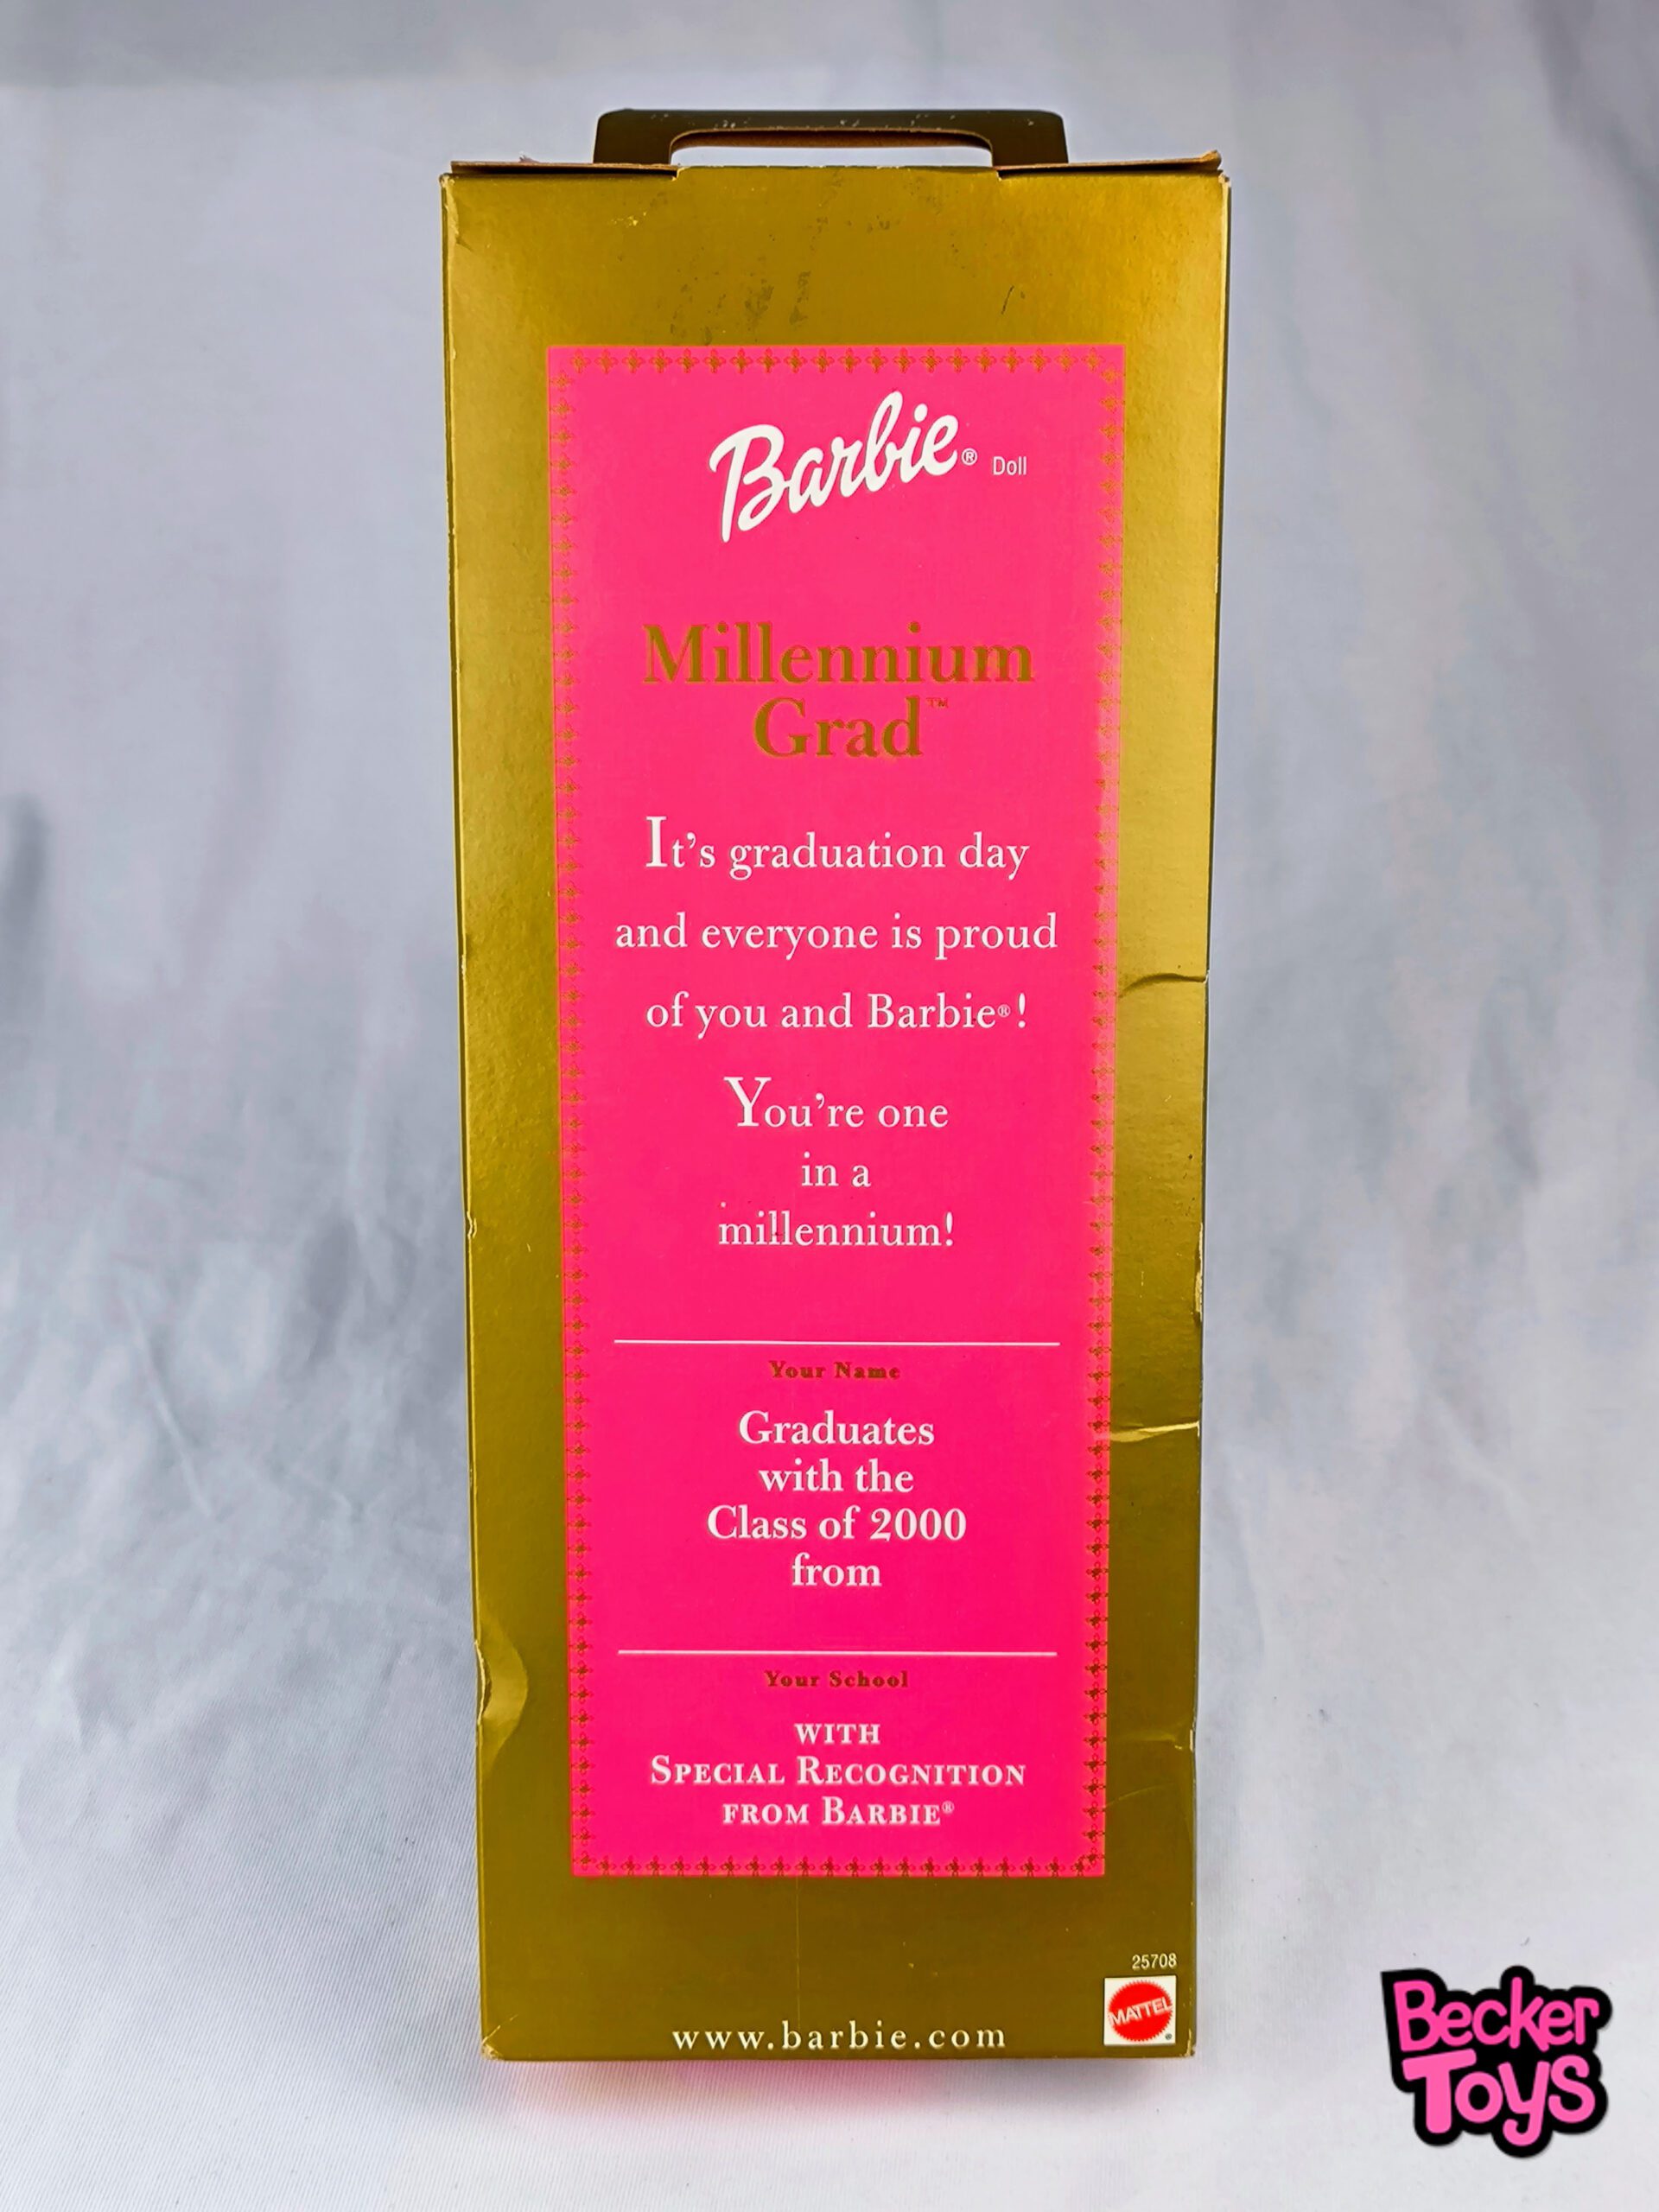 Barbie® Doll
Millennium
Grad™
It's graduation day
and everyone is proud
of you and Barbie®!
You're one
in a
millennium!
Your Name
Graduates
with the
Class of 2000
from
Your School
WITH
SPECIAL RECOGNITION
FROM BARBIE®
25708
MATTEL®
www.barbie.com
Becker
Toys